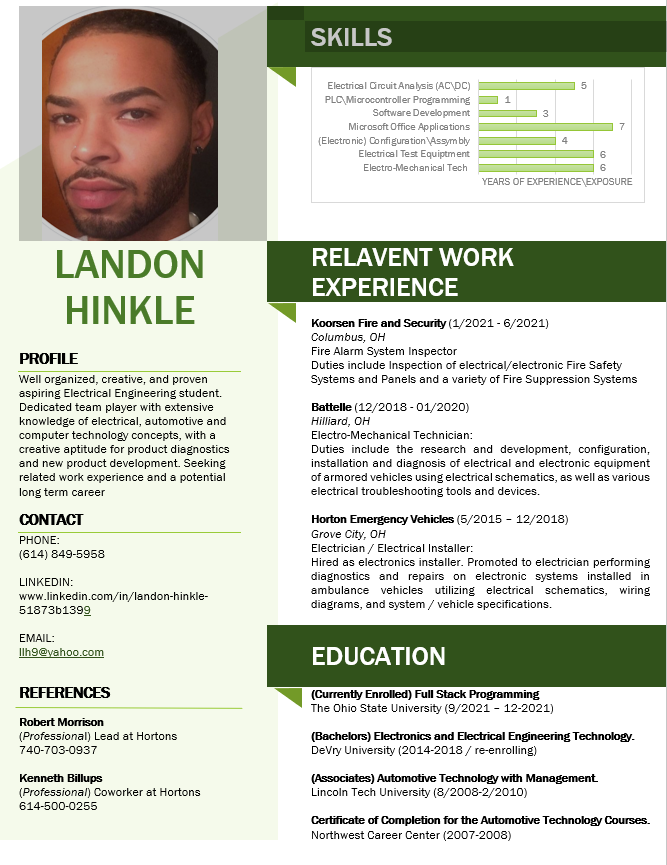 LANDON
HINKLE
PROFILE
Well organized, creative, and proven
aspiring Electrical Engineering student.
Dedicated team player with extensive
knowledge of electrical, automotive and
computer technology concepts, with a
creative aptitude for product diagnostics
and new product development. Seeking
related work experience and a potential
long term career
CONTACT
PHONE:
(614) 849-5958
LINKEDIN:
www.linkedin.com/in/landon-hinkle-
51873b1399
EMAIL:
llh9@yahoo.com
REFERENCES
Robert Morrison
(Professional) Lead at Hortons
740-703-0937
Kenneth Billups
(Professional) Coworker at Hortons
614-500-0255
SKILLS
Electrical Circuit Analysis (AC\DC) 5
PLC\Microcontroller Programming 1
Software Development 3
Microsoft Office Applications 7
(Electronic) Configuration\Assymbly 4
Electrical Test Equiptment 6
Electro-Mechanical Tech 6
YEARS OF EXPERIENCE\EXPOSURE
RELAVENT WORK
EXPERIENCE
Koorsen Fire and Security (1/2021 - 6/2021)
Columbus, OH
Fire Alarm System Inspector
Duties include Inspection of electrical/electronic Fire Safety
Systems and Panels and a variety of Fire Suppression Systems
Battelle (12/2018 - 01/2020)
Hilliard, OH
Electro-Mechanical Technician:
Duties include the research and development, configuration,
installation and diagnosis of electrical and electronic equipment
of armored vehicles using electrical schematics, as well as various
electrical troubleshooting tools and devices.
Horton Emergency Vehicles (5/2015 – 12/2018)
Grove City, OH
Electrician / Electrical Installer:
Hired as electronics installer. Promoted to electrician performing
diagnostics and repairs on electronic systems installed in
ambulance vehicles utilizing electrical schematics, wiring
diagrams, and system / vehicle specifications.
EDUCATION
(Currently Enrolled) Full Stack Programming
The Ohio State University (9/2021 – 12-2021)
(Bachelors) Electronics and Electrical Engineering Technology.
DeVry University (2014-2018 / re-enrolling)
(Associates) Automotive Technology with Management.
Lincoln Tech University (8/2008-2/2010)
Certificate of Completion for the Automotive Technology Courses.
Northwest Career Center (2007-2008)